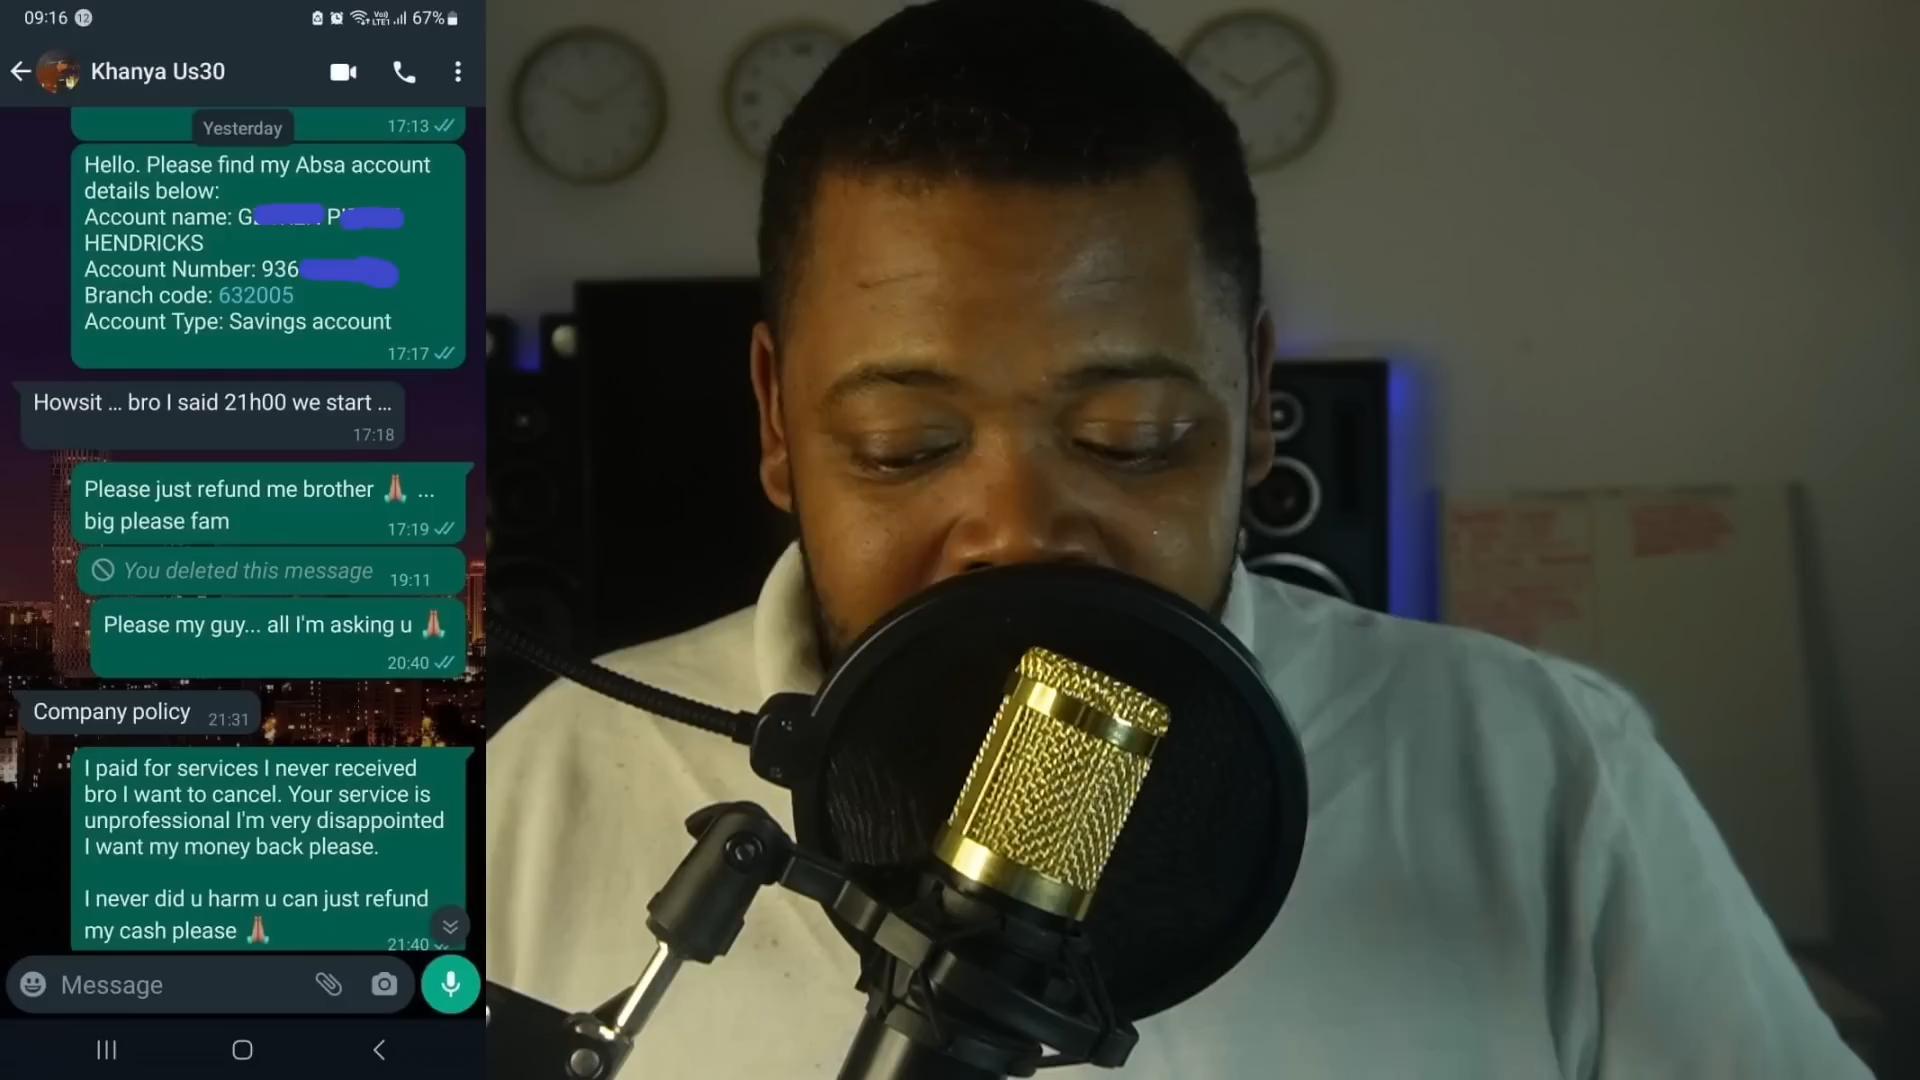 09:16 12 Vo) LTE1 67%
Khanya Us30
17:13
Yesterday
Hello. Please find my Absa account
details below:
Account name: G P
HENDRICKS
Account Number: 936
Branch code: 632005
Account Type: Savings account
17:17
Howsit ... bro I said 21h00 we start ...
17:18
Please just refund me brother 🙏 ...
big please fam
17:19
You deleted this message 19:11
Please my guy... all I'm asking u 🙏
20:40
Company policy 21:31
I paid for services I never received
bro I want to cancel. Your service is
unprofessional I'm very disappointed
I want my money back please.
I never did u harm u can just refund
my cash please 🙏
21:40
Message